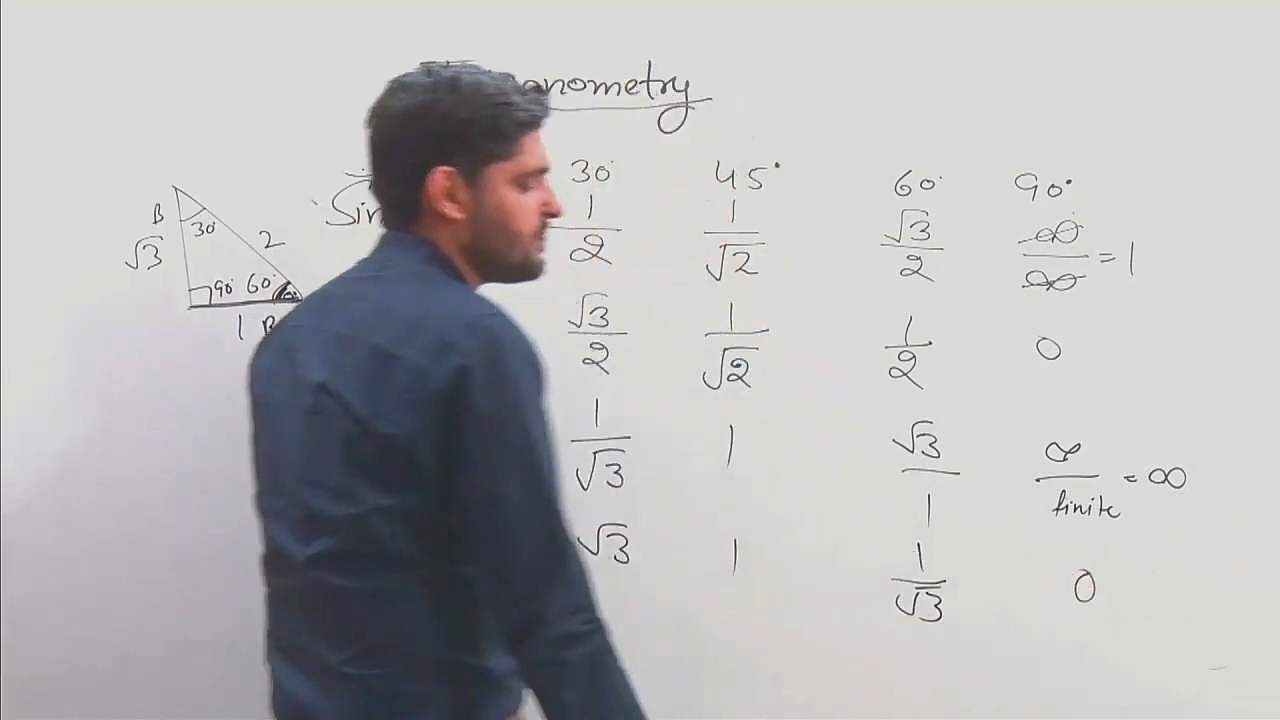 onometry
30° 45° 60° 90°
Sin 1/2 1/√2 √3/2 ∞/∞ = 1
√3/2 1/√2 1/2 0
1/√3 1 √3/1 ∞/finite = ∞
√3 1 1/√3 0
B
30°
√3
2
90° 60°
1